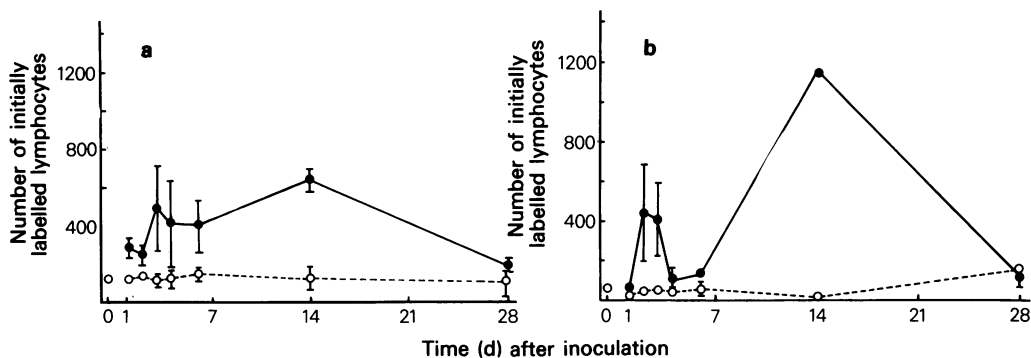 a
Number of initially
labelled lymphocytes
1200
800
400
0 1 7 14 21 28
b
Number of initially
labelled lymphocytes
1200
800
400
0 1 7 14 21 28
Time (d) after inoculation